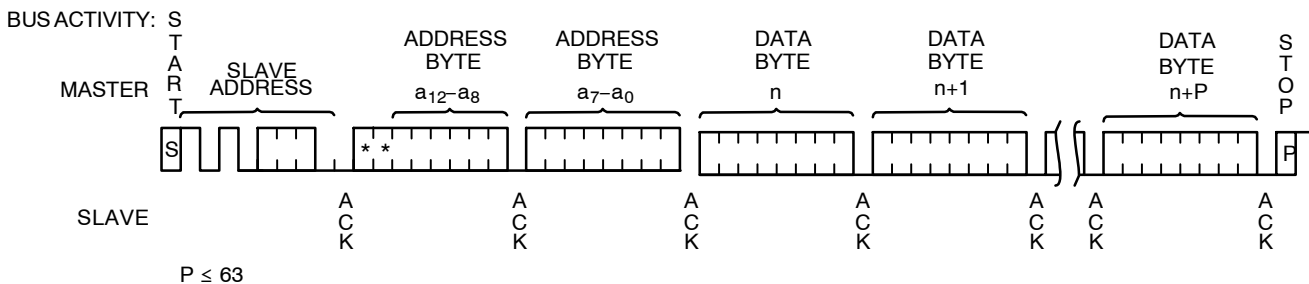 BUS ACTIVITY:
MASTER
SLAVE
START
SLAVE
ADDRESS
ADDRESS
BYTE
a12–a8
ADDRESS
BYTE
a7–a0
DATA
BYTE
n
DATA
BYTE
n+1
DATA
BYTE
n+P
STOP
S
* *
P
ACK
ACK
ACK
ACK
ACK
ACK
ACK
P ≤ 63